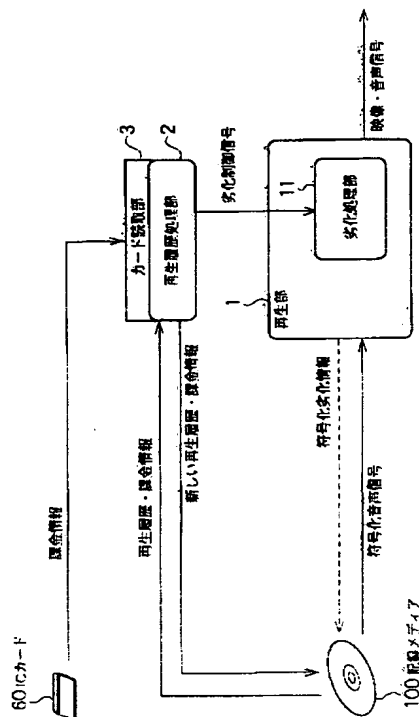 60 ICカード
課金情報
カード読取部
3
再生履歴処理部
2
再生履歴・課金情報
新しい再生履歴・課金情報
劣化制御信号
1
再生部
11
劣化処理部
映像・音声信号
符号化劣化情報
符号化音声信号
100 記録メディア